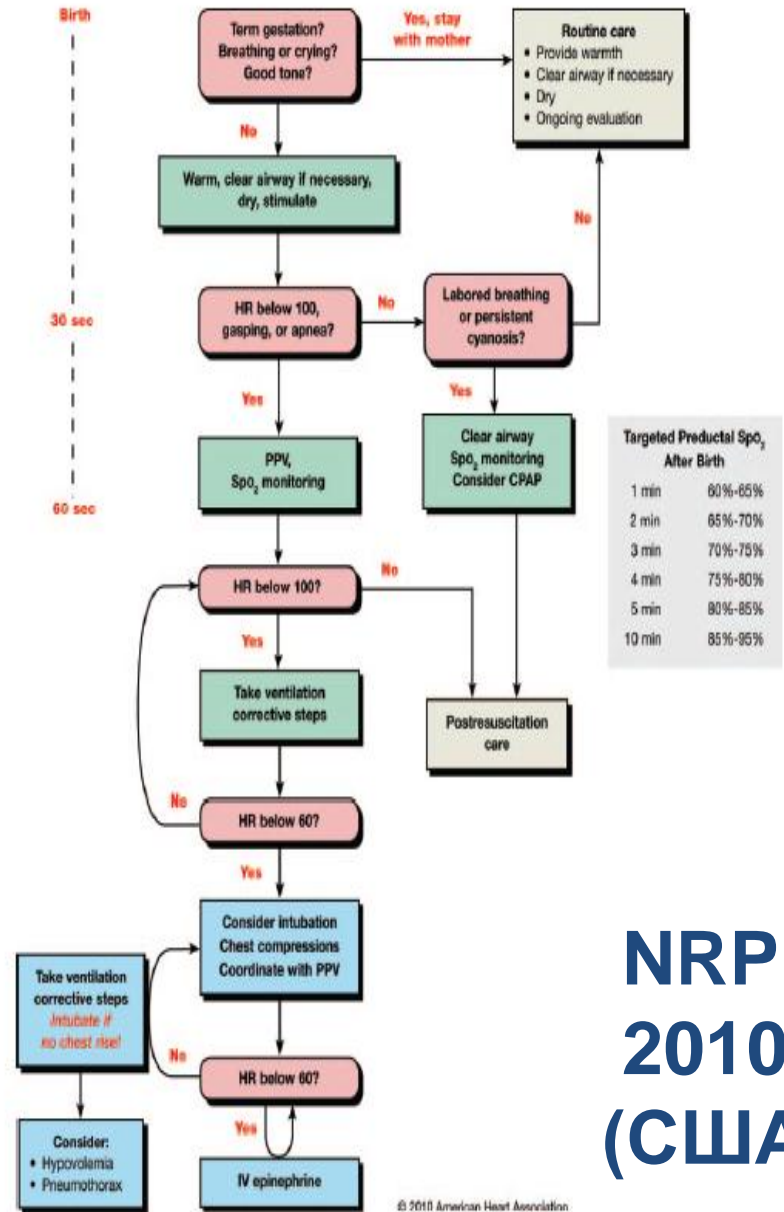 Birth
Term gestation?
Breathing or crying?
Good tone?
Yes, stay
with mother
Routine care
• Provide warmth
• Clear airway if necessary
• Dry
• Ongoing evaluation
No
Warm, clear airway if necessary,
dry, stimulate
No
30 sec
HR below 100,
gasping, or apnea?
No
Labored breathing
or persistent
cyanosis?
Yes
Yes
PPV,
Spo2 monitoring
Clear airway
Spo2 monitoring
Consider CPAP
60 sec
Targeted Preductal Spo2
After Birth
1 min 60%-65%
2 min 65%-70%
3 min 70%-75%
4 min 75%-80%
5 min 80%-85%
10 min 85%-95%
HR below 100?
No
Yes
Take ventilation
corrective steps
Postresuscitation
care
No
HR below 60?
Yes
Consider intubation
Chest compressions
Coordinate with PPV
Take ventilation
corrective steps
Intubate if
no chest rise!
No
HR below 60?
Yes
Consider:
• Hypovolemia
• Pneumothorax
IV epinephrine
© 2010 American Heart Association
NRP
2010
(США